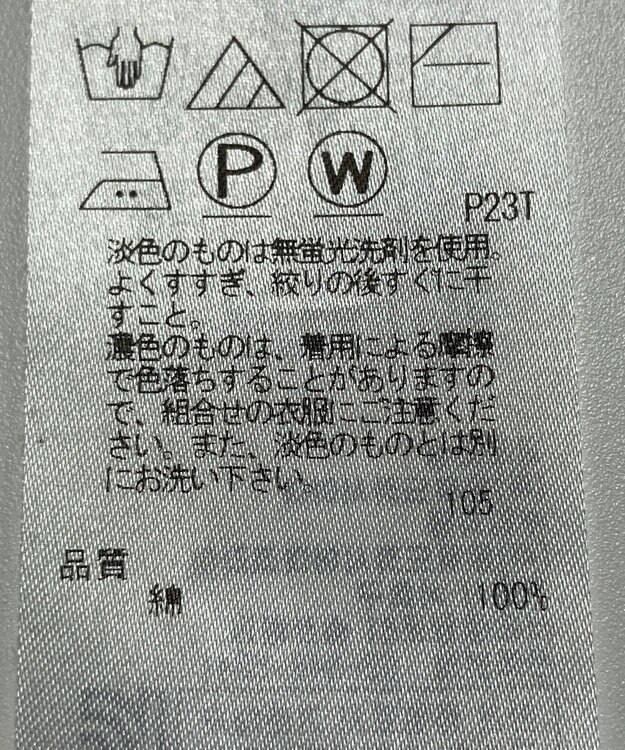 P W
P23T
淡色のものは無蛍光洗剤を使用。
よくすすぎ、絞りの後すぐに干
すこと。
濃色のものは、着用による摩擦
で色落ちすることがありますの
で、組合せの衣服にご注意くだ
さい。また、淡色のものとは別
にお洗い下さい。
105
品質
綿 100%